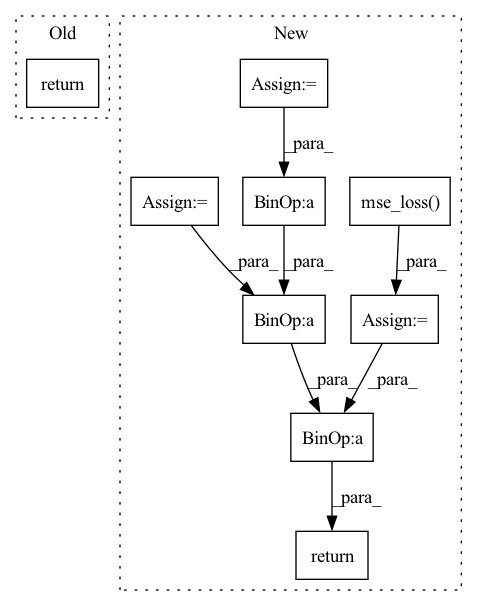 Old
New
return
Assign:=
_para_
Assign:=
BinOp:a
mse_loss()
_para_
_para_
_para_
BinOp:a
Assign:=
_para_
_para_
BinOp:a
_para_
return